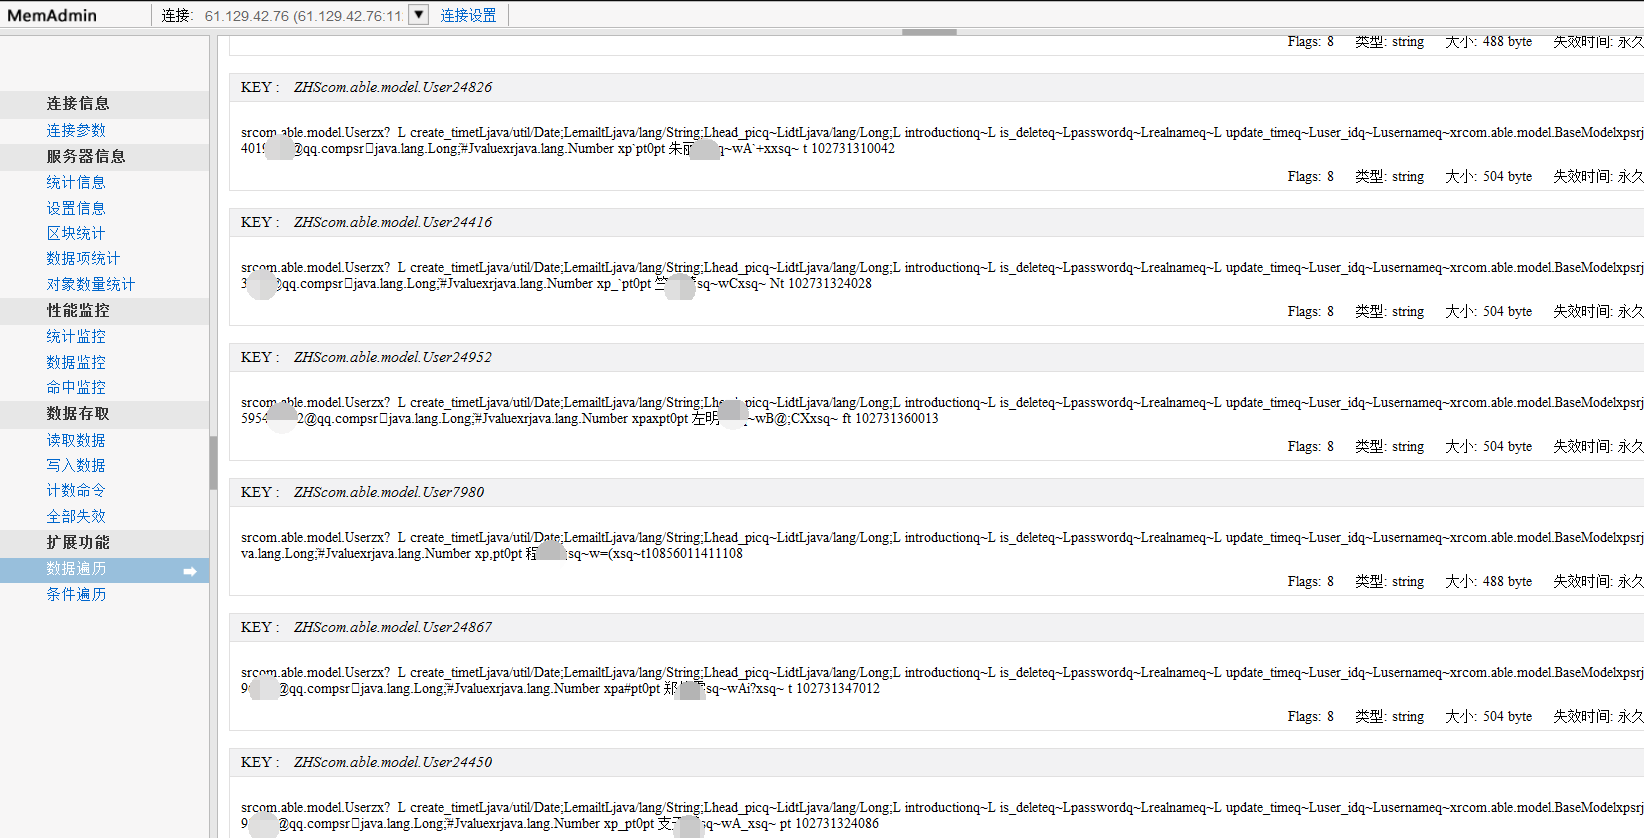 MemAdmin
连接: 61.129.42.76 (61.129.42.76:11 连接设置
连接信息
连接参数
服务器信息
统计信息
设置信息
区块统计
数据项统计
对象数量统计
性能监控
统计监控
数据监控
命中监控
数据存取
读取数据
写入数据
计数命令
全部失效
扩展功能
数据遍历
条件遍历
Flags: 8 类型: string 大小: 488 byte 失效时间: 永久
KEY : ZHScom.able.model.User24826
srcom.able.model.Userzx? L create_timetLjava/util/Date;LemailtLjava/lang/String;Lhead_picq~LidtLjava/lang/Long;L introductionq~L is_deleteq~Lpasswordq~Lrealnameq~L update_timeq~Luser_idq~Lusernameq~xrcom.able.model.BaseModelxpsrj
401 @qq.compsr java.lang.Long;#Jvaluexrjava.lang.Number xp`pt0pt 朱 q~wA`+xxsq~ t 102731310042
Flags: 8 类型: string 大小: 504 byte 失效时间: 永久
KEY : ZHScom.able.model.User24416
srcom.able.model.Userzx? L create_timetLjava/util/Date;LemailtLjava/lang/String;Lhead_picq~LidtLjava/lang/Long;L introductionq~L is_deleteq~Lpasswordq~Lrealnameq~L update_timeq~Luser_idq~Lusernameq~xrcom.able.model.BaseModelxpsrj
3 @qq.compsr java.lang.Long;#Jvaluexrjava.lang.Number xp_`pt0pt sq~wCxsq~ Nt 102731324028
Flags: 8 类型: string 大小: 504 byte 失效时间: 永久
KEY : ZHScom.able.model.User24952
srcom.able.model.Userzx? L create_timetLjava/util/Date;LemailtLjava/lang/String;Lhead_picq~LidtLjava/lang/Long;L introductionq~L is_deleteq~Lpasswordq~Lrealnameq~L update_timeq~Luser_idq~Lusernameq~xrcom.able.model.BaseModelxpsrj
5954 2@qq.compsr java.lang.Long;#Jvaluexrjava.lang.Number xpaxpt0pt 左明 ~wB@;CXxsq~ ft 102731360013
Flags: 8 类型: string 大小: 504 byte 失效时间: 永久
KEY : ZHScom.able.model.User7980
srcom.able.model.Userzx? L create_timetLjava/util/Date;LemailtLjava/lang/String;Lhead_picq~LidtLjava/lang/Long;L introductionq~L is_deleteq~Lpasswordq~Lrealnameq~L update_timeq~Luser_idq~Lusernameq~xrcom.able.model.BaseModelxpsrj
va.lang.Long;#Jvaluexrjava.lang.Number xp,pt0pt 程 sq~w=(xsq~t10856011411108
Flags: 8 类型: string 大小: 488 byte 失效时间: 永久
KEY : ZHScom.able.model.User24867
srcom.able.model.Userzx? L create_timetLjava/util/Date;LemailtLjava/lang/String;Lhead_picq~LidtLjava/lang/Long;L introductionq~L is_deleteq~Lpasswordq~Lrealnameq~L update_timeq~Luser_idq~Lusernameq~xrcom.able.model.BaseModelxpsrj
9 @qq.compsr java.lang.Long;#Jvaluexrjava.lang.Number xpa#pt0pt 郑 sq~wAi?xsq~ t 102731347012
Flags: 8 类型: string 大小: 504 byte 失效时间: 永久
KEY : ZHScom.able.model.User24450
srcom.able.model.Userzx? L create_timetLjava/util/Date;LemailtLjava/lang/String;Lhead_picq~LidtLjava/lang/Long;L introductionq~L is_deleteq~Lpasswordq~Lrealnameq~L update_timeq~Luser_idq~Lusernameq~xrcom.able.model.BaseModelxpsrj
9 @qq.compsr java.lang.Long;#Jvaluexrjava.lang.Number xp_pt0pt 支 sq~wA_xsq~ pt 102731324086